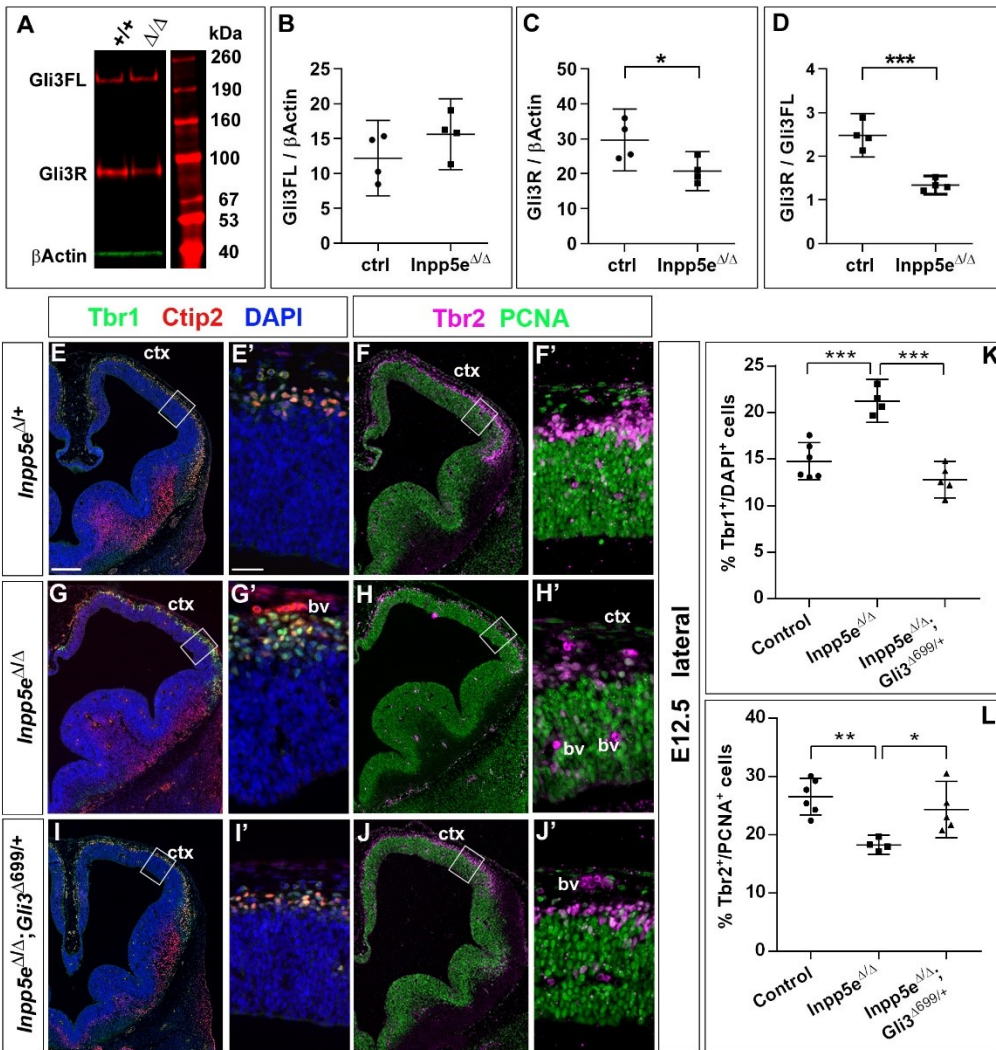 A
+/+
Δ/Δ
kDa
Gli3FL
Gli3R
βActin
260
190
160
100
67
53
40
B
Gli3FL / βActin
25
20
15
10
5
0
ctrl
Inpp5eΔ/Δ
C
Gli3R / βActin
50
40
30
20
10
0
*
ctrl
Inpp5eΔ/Δ
D
Gli3R / Gli3FL
4
3
2
1
0
***
ctrl
Inpp5eΔ/Δ
Tbr1 Ctip2 DAPI
Tbr2 PCNA
Inpp5eΔ/+
E
ctx
E'
F
ctx
F'
Inpp5eΔ/Δ
G
ctx
G'
bv
H
ctx
H'
ctx
bv
bv
Inpp5eΔ/Δ;Gli3Δ699/+
I
ctx
I'
J
ctx
J'
bv
E12.5 lateral
K
% Tbr1+/DAPI+ cells
25
20
15
10
5
0
***
***
Control
Inpp5eΔ/Δ
Inpp5eΔ/Δ;
Gli3Δ699/+
L
% Tbr2+/PCNA+ cells
40
30
20
10
0
**
*
Control
Inpp5eΔ/Δ
Inpp5eΔ/Δ;
Gli3Δ699/+